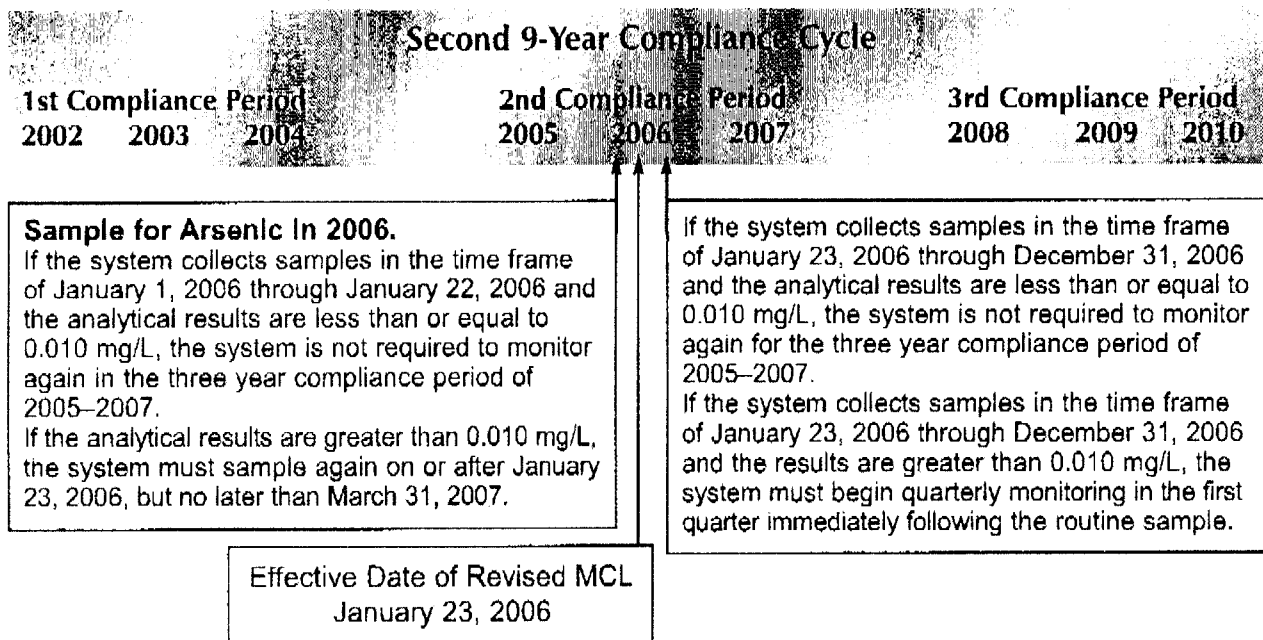 Second 9-Year Compliance Cycle
1st Compliance Period
2002 2003 2004
2nd Compliance Period
2005 2006 2007
3rd Compliance Period
2008 2009 2010
Sample for Arsenic In 2006.
If the system collects samples in the time frame
of January 1, 2006 through January 22, 2006 and
the analytical results are less than or equal to
0.010 mg/L, the system is not required to monitor
again in the three year compliance period of
2005–2007.
If the analytical results are greater than 0.010 mg/L,
the system must sample again on or after January
23, 2006, but no later than March 31, 2007.
If the system collects samples in the time frame
of January 23, 2006 through December 31, 2006
and the analytical results are less than or equal to
0.010 mg/L, the system is not required to monitor
again for the three year compliance period of
2005–2007.
If the system collects samples in the time frame
of January 23, 2006 through December 31, 2006
and the results are greater than 0.010 mg/L, the
system must begin quarterly monitoring in the first
quarter immediately following the routine sample.
Effective Date of Revised MCL
January 23, 2006